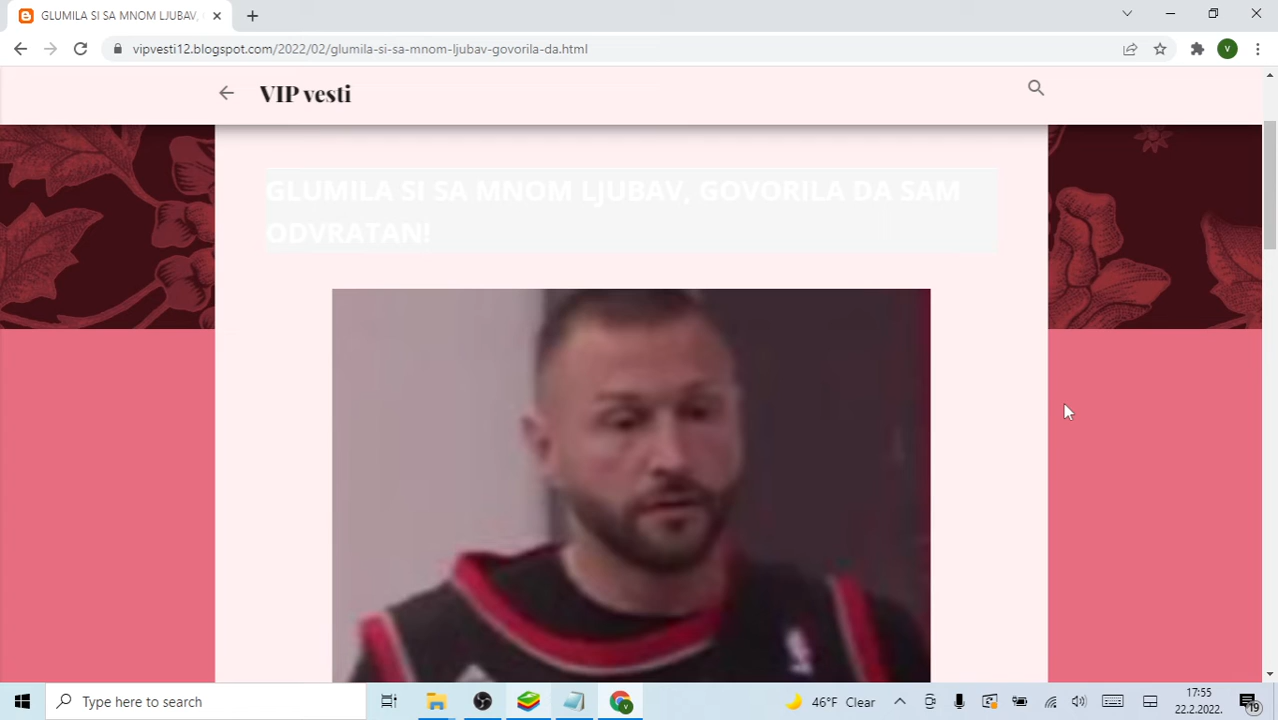 GLUMILA SI SA MNOM LJUBAV,
vipvesti12.blogspot.com/2022/02/glumila-si-sa-mnom-ljubav-govorila-da.html
V
VIP vesti
GLUMILA SI SA MNOM LJUBAV, GOVORILA DA SAM
ODVRATAN!
Type here to search
46°F Clear
17:55
22.2.2022.
19